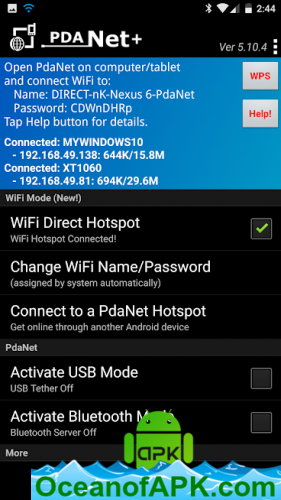 2:44
PDANet+
Ver 5.10.4
Open PdaNet on computer/tablet
and connect WiFi to:
Name: DIRECT-nK-Nexus 6-PdaNet
Password: CDWnDHRp
Tap Help button for details.
WPS
Help!
Connected: MYWINDOWS10
- 192.168.49.138: 644K/15.8M
Connected: XT1060
- 192.168.49.81: 694K/29.6M
WiFi Mode (New!)
WiFi Direct Hotspot
WiFi Hotspot Connected!
Change WiFi Name/Password
(assigned by system automatically)
Connect to a PdaNet Hotspot
Get online through another Android device
PdaNet
Activate USB Mode
USB Tether Off
Activate Bluetooth
Bluetooth Server Off
More
APK
OceanofAPK.com